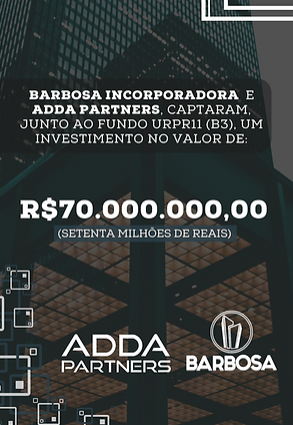 BARBOSA INCORPORADORA E
ADDA PARTNERS, CAPTARAM,
JUNTO AO FUNDO URPR11 (B3), UM
INVESTIMENTO NO VALOR DE:
R$70.000.000,00
(SETENTA MILHÕES DE REAIS)
ADDA
PARTNERS
BARBOSA